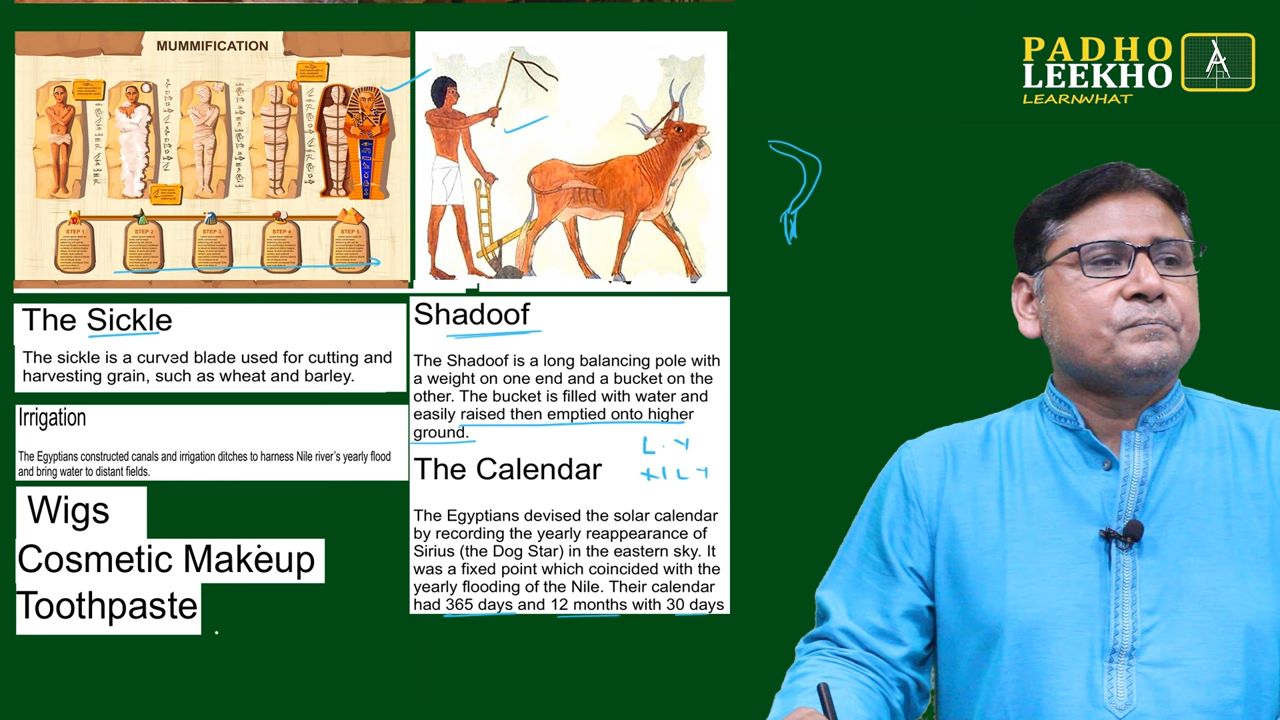 MUMMIFICATION
STEP 1
STEP 2
STEP 3
STEP 4
STEP 5
The Sickle
The sickle is a curved blade used for cutting and
harvesting grain, such as wheat and barley.
Irrigation
The Egyptians constructed canals and irrigation ditches to harness Nile river's yearly flood
and bring water to distant fields.
Wigs
Cosmetic Makeup
Toothpaste
Shadoof
The Shadoof is a long balancing pole with
a weight on one end and a bucket on the
other. The bucket is filled with water and
easily raised then emptied onto higher
ground.
L.Y
The Calendar
The Egyptians devised the solar calendar
by recording the yearly reappearance of
Sirius (the Dog Star) in the eastern sky. It
was a fixed point which coincided with the
yearly flooding of the Nile. Their calendar
had 365 days and 12 months with 30 days
PADHO
LEEKHO
LEARNWHAT